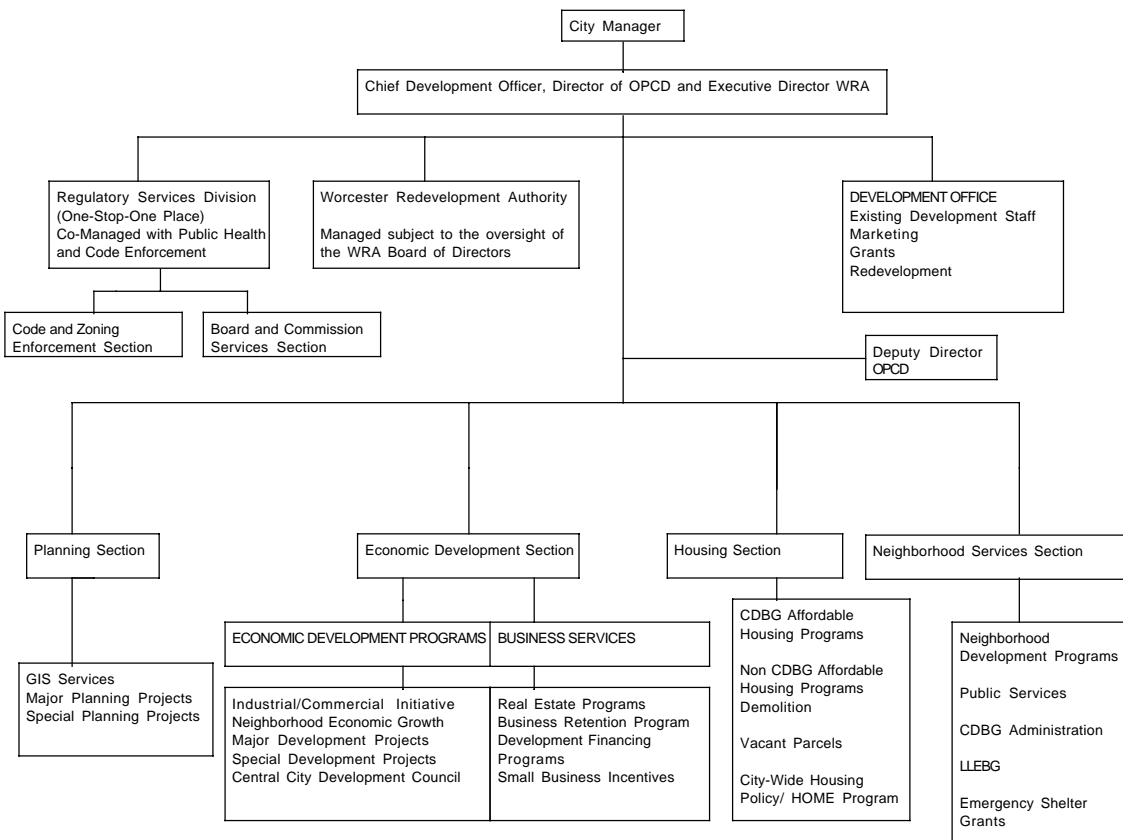 City Manager
Chief Development Officer, Director of OPCD and Executive Director WRA
Regulatory Services Division
(One-Stop-One Place)
Co-Managed with Public Health
and Code Enforcement
Worcester Redevelopment Authority
Managed subject to the oversight of
the WRA Board of Directors
DEVELOPMENT OFFICE
Existing Development Staff
Marketing
Grants
Redevelopment
Code and Zoning
Enforcement Section
Board and Commission
Services Section
Deputy Director
OPCD
Planning Section
Economic Development Section
Housing Section
Neighborhood Services Section
GIS Services
Major Planning Projects
Special Planning Projects
ECONOMIC DEVELOPMENT PROGRAMS
BUSINESS SERVICES
Industrial/Commercial Initiative
Neighborhood Economic Growth
Major Development Projects
Special Development Projects
Central City Development Council
Real Estate Programs
Business Retention Program
Development Financing
Programs
Small Business Incentives
CDBG Affordable
Housing Programs
Non CDBG Affordable
Housing Programs
Demolition
Vacant Parcels
City-Wide Housing
Policy/ HOME Program
Neighborhood
Development Programs
Public Services
CDBG Administration
LLEBG
Emergency Shelter
Grants